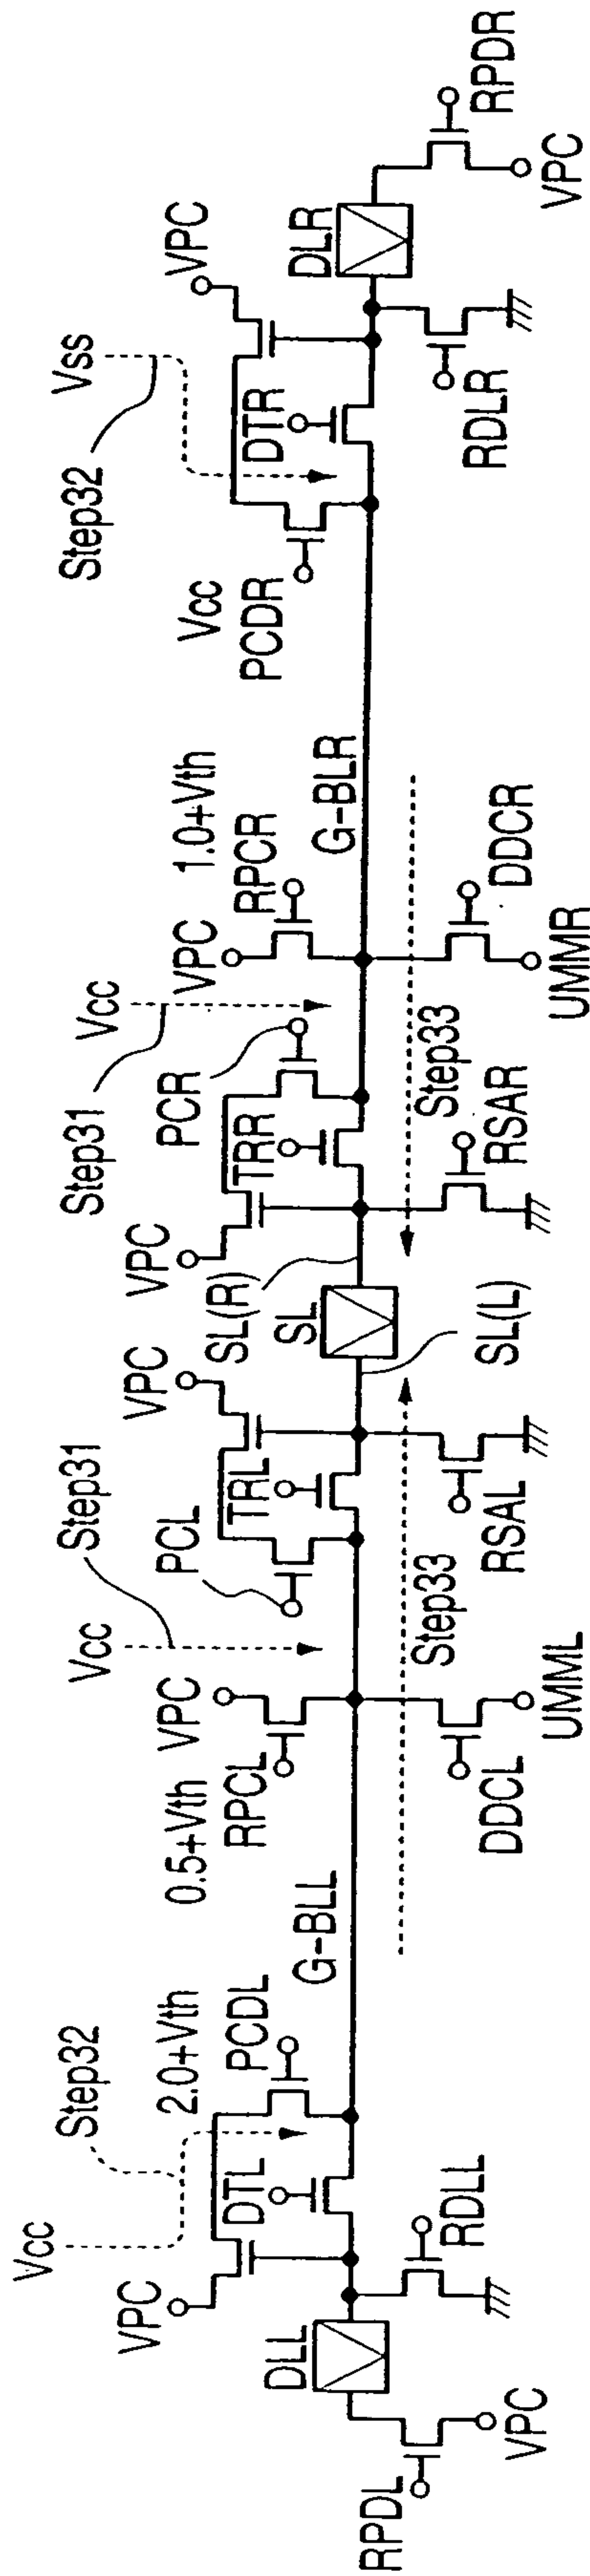 Step32
Vcc
2.0+Vth
VPC
DTL
PCDL
DLL
G-BLL
RPDL
VPC
RDLL
Step31
Vcc
0.5+Vth
VPC
RPCL
PCL
TRL
VPC
DDCL
UMML
Step33
RSAL
SL(L)
SL
SL(R)
VPC
Step31
Vcc
PCR
TRR
VPC
1.0+Vth
RPCR
Step33
RSAR
DDCR
UMMR
G-BLR
Step32
Vss
Vcc
PCDR
DTR
VPC
DLR
RDLR
RPDR
VPC